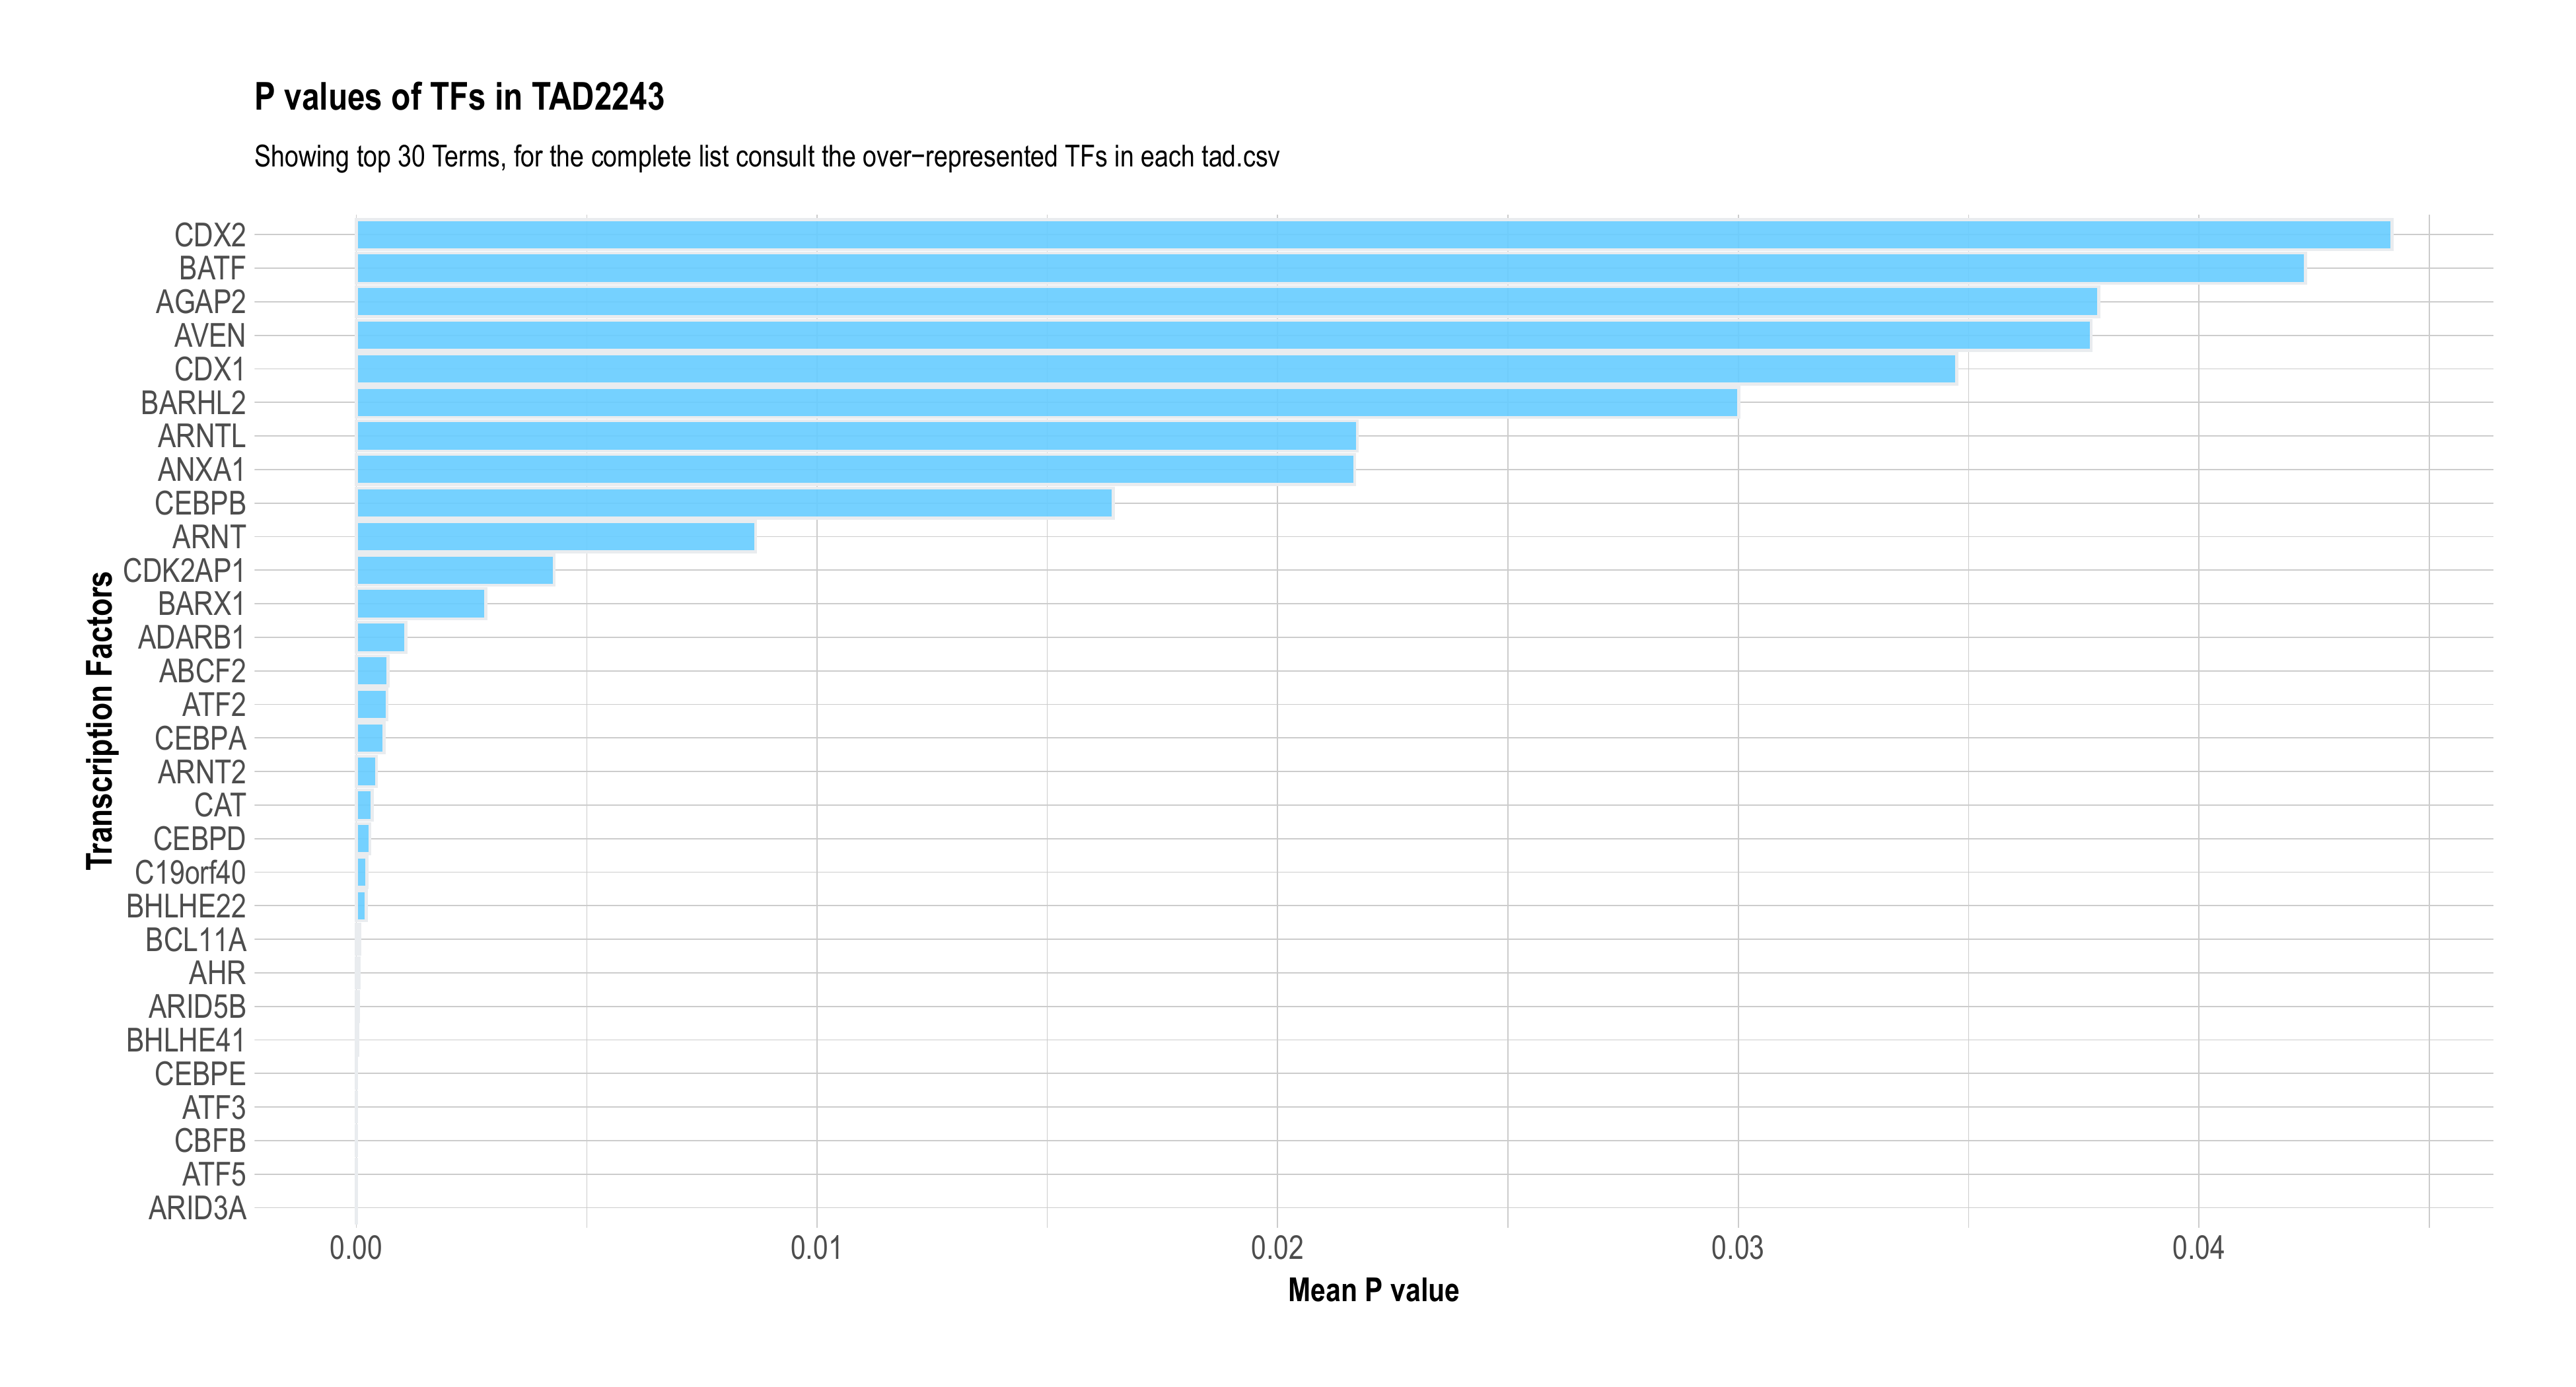 P values of TFs in TAD2243
Showing top 30 Terms, for the complete list consult the over−represented TFs in each tad.csv
Transcription Factors
CDX2
BATF
AGAP2
AVEN
CDX1
BARHL2
ARNTL
ANXA1
CEBPB
ARNT
CDK2AP1
BARX1
ADARB1
ABCF2
ATF2
CEBPA
ARNT2
CAT
CEBPD
C19orf40
BHLHE22
BCL11A
AHR
ARID5B
BHLHE41
CEBPE
ATF3
CBFB
ATF5
ARID3A
0.00 0.01 0.02 0.03 0.04
Mean P value